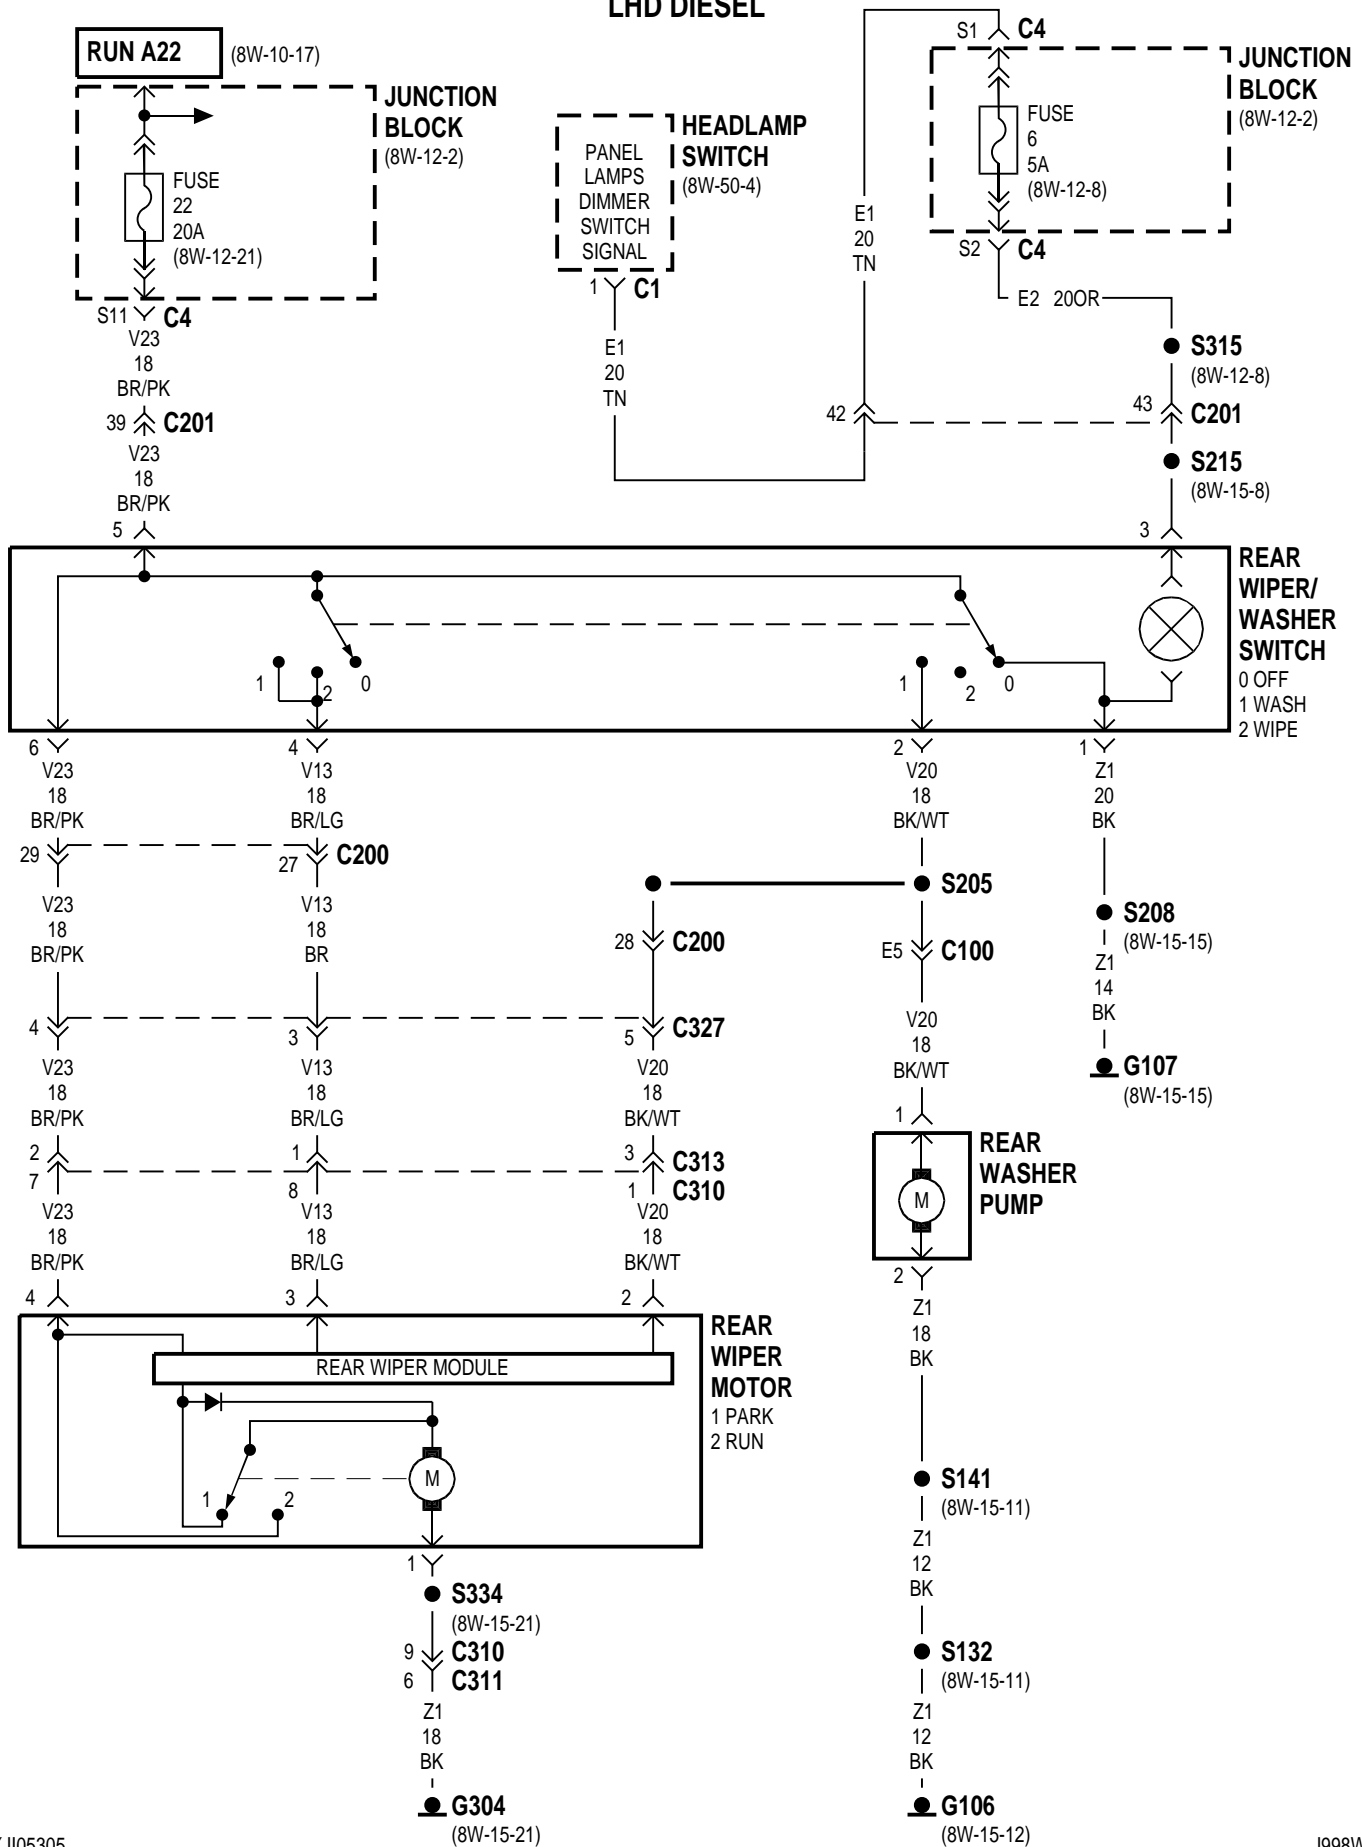 LHD DIESEL
RUN A22
(8W-10-17)
JUNCTION
BLOCK
(8W-12-2)
FUSE
22
20A
(8W-12-21)
S11
C4
V23
18
BR/PK
39
C201
V23
18
BR/PK
5
PANEL
LAMPS
DIMMER
SWITCH
SIGNAL
HEADLAMP
SWITCH
(8W-50-4)
1
C1
E1
20
TN
E1
20
TN
42
S1
C4
JUNCTION
BLOCK
(8W-12-2)
FUSE
6
5A
(8W-12-8)
S2
C4
E2 20OR
S315
(8W-12-8)
43
C201
S215
(8W-15-8)
3
REAR
WIPER/
WASHER
SWITCH
0 OFF
1 WASH
2 WIPE
1
2
0
1
2
0
6
4
2
1
V23
18
BR/PK
V13
18
BR/LG
V20
18
BK/WT
Z1
20
BK
29
27
C200
V23
18
BR/PK
V13
18
BR
28
C200
S205
E5
C100
S208
(8W-15-15)
Z1
14
BK
G107
(8W-15-15)
4
3
5
C327
V23
18
BR/PK
V13
18
BR/LG
V20
18
BK/WT
V20
18
BK/WT
2
1
3
C313
7
8
1
C310
V23
18
BR/PK
V13
18
BR/LG
V20
18
BK/WT
4
3
2
1
M
REAR
WASHER
PUMP
2
Z1
18
BK
REAR WIPER MODULE
REAR
WIPER
MOTOR
1 PARK
2 RUN
1
2
M
1
S334
(8W-15-21)
9
C310
6
C311
Z1
18
BK
G304
(8W-15-21)
S141
(8W-15-11)
Z1
12
BK
S132
(8W-15-11)
Z1
12
BK
G106
(8W-15-12)